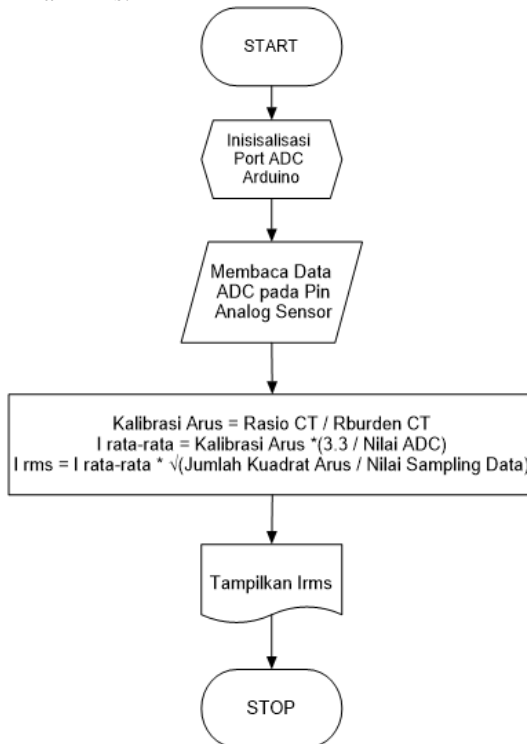 START
Inisisalisasi
Port ADC
Arduino
Membaca Data
ADC pada Pin
Analog Sensor
Kalibrasi Arus = Rasio CT / Rburden CT
I rata-rata = Kalibrasi Arus *(3.3 / Nilai ADC)
I rms = I rata-rata * √(Jumlah Kuadrat Arus / Nilai Sampling Data)
Tampilkan Irms
STOP